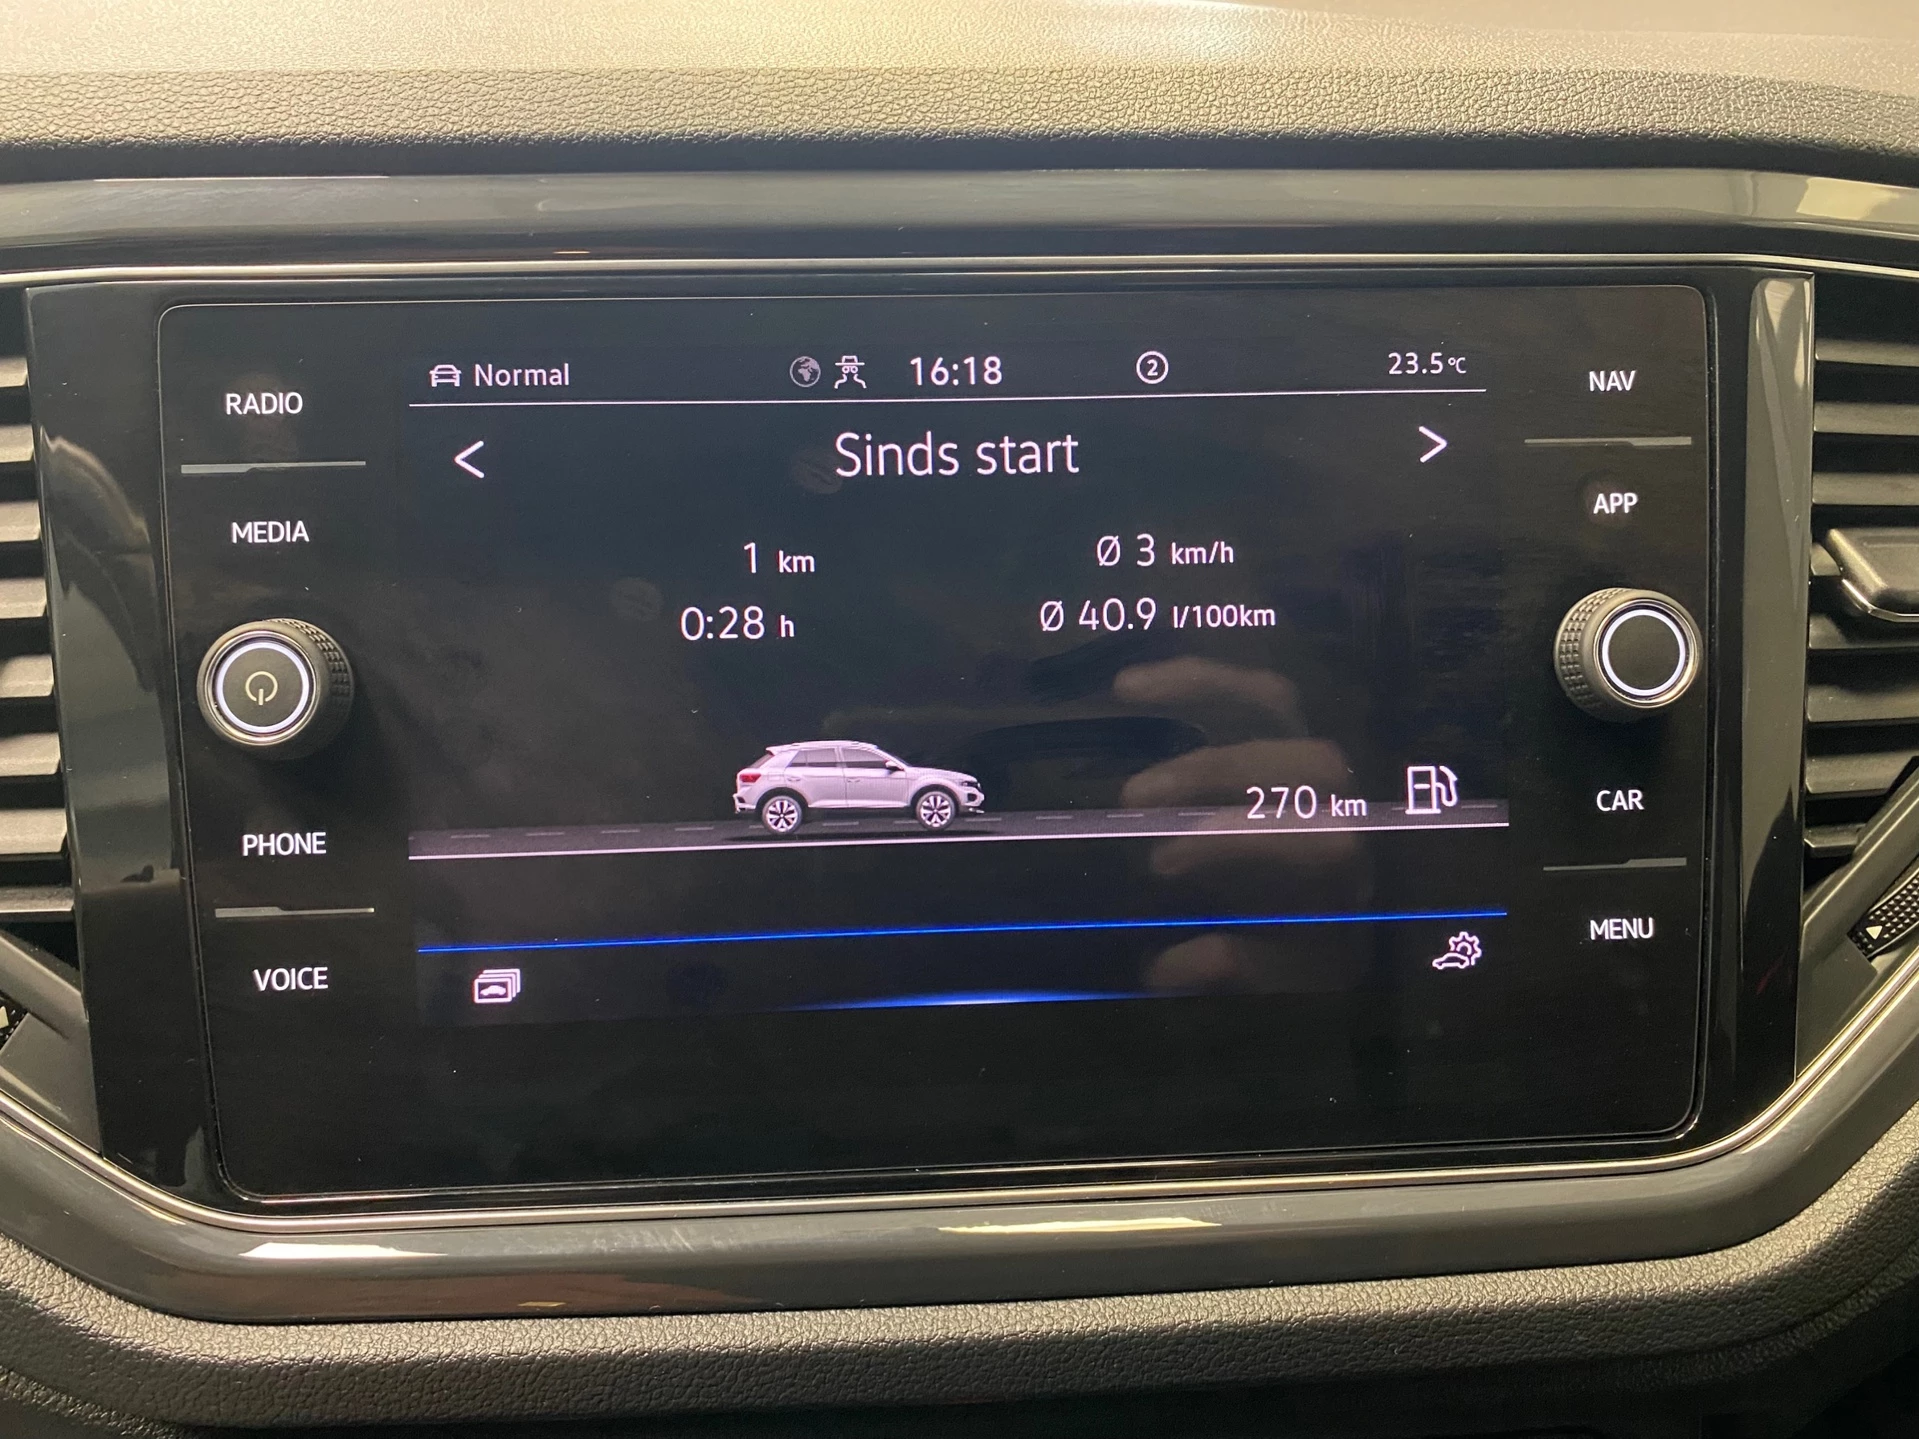 RADIO
MEDIA
PHONE
VOICE
Normal
16:18
2
23.5°C
< Sinds start >
1 km
Ø 3 km/h
0:28 h
Ø 40.9 l/100km
270 km
NAV
APP
CAR
MENU